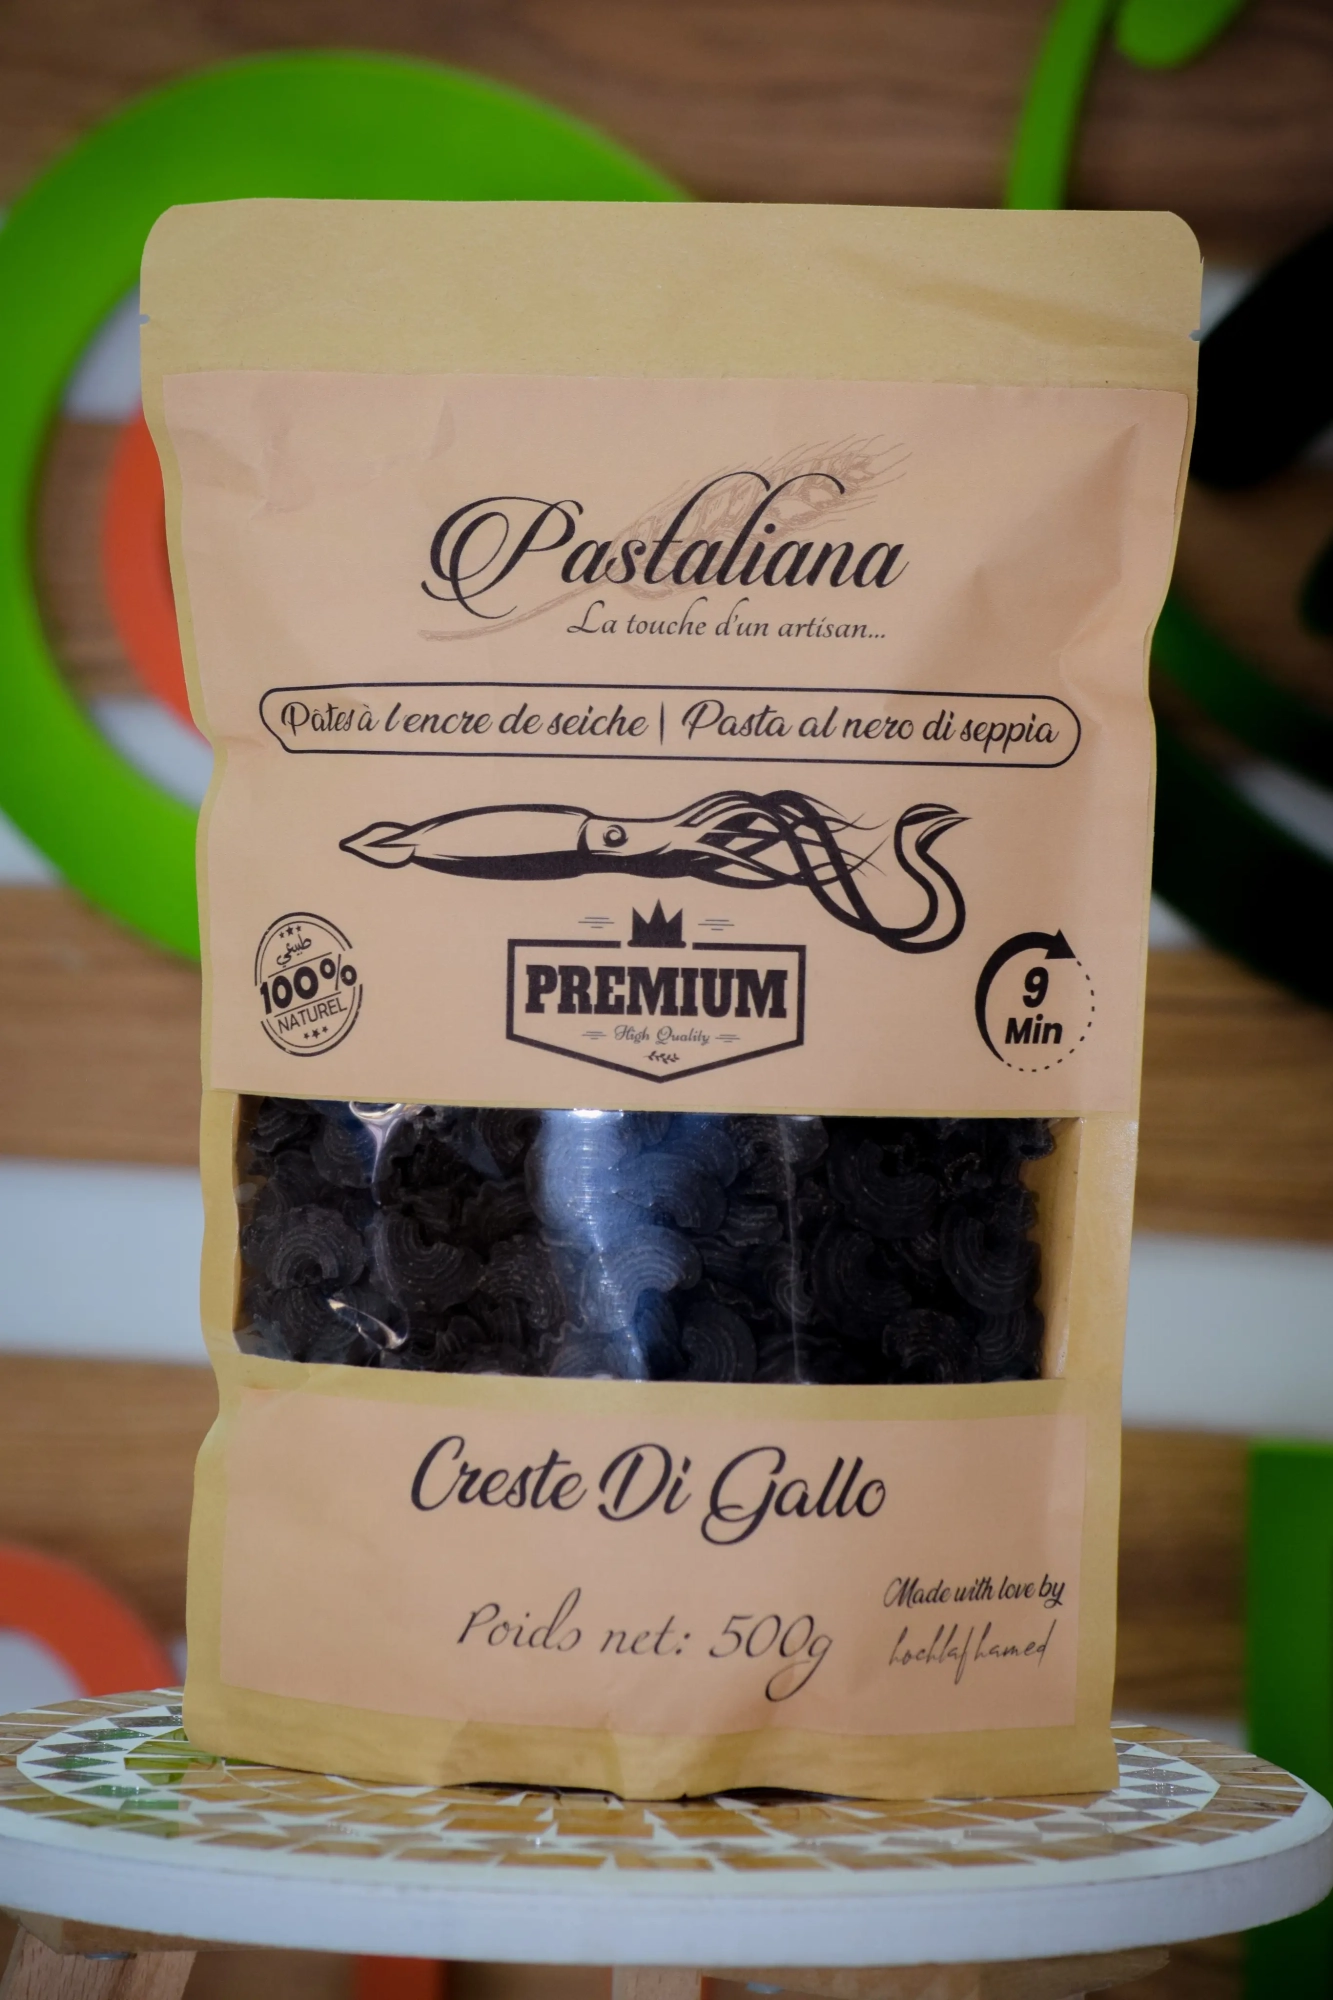 Pastaliana
La touche d'un artisan...
Pâtes à l'encre de seiche | Pasta al nero di seppia
طبيعي
100%
NATUREL
PREMIUM
High Quality
9
Min
Creste Di Gallo
Poids net: 500g
Made with love by
hochlaf hamed